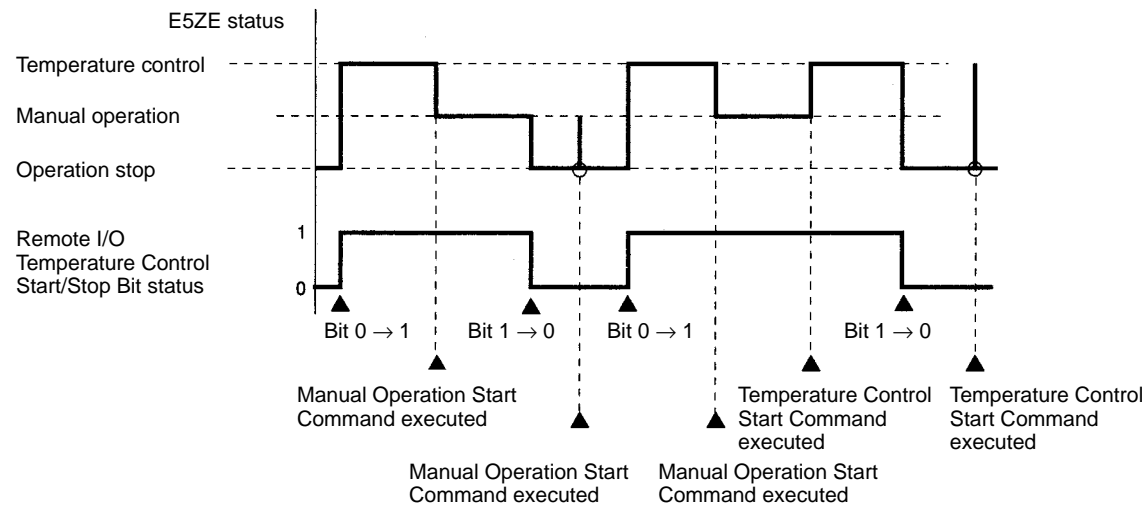 E5ZE status
Temperature control
Manual operation
Operation stop
Remote I/O
Temperature Control
Start/Stop Bit status
1
0
Bit 0 → 1
Bit 1 → 0
Bit 0 → 1
Bit 1 → 0
Manual Operation Start
Command executed
Temperature Control
Start Command
executed
Temperature Control
Start Command
executed
Manual Operation Start
Command executed
Manual Operation Start
Command executed